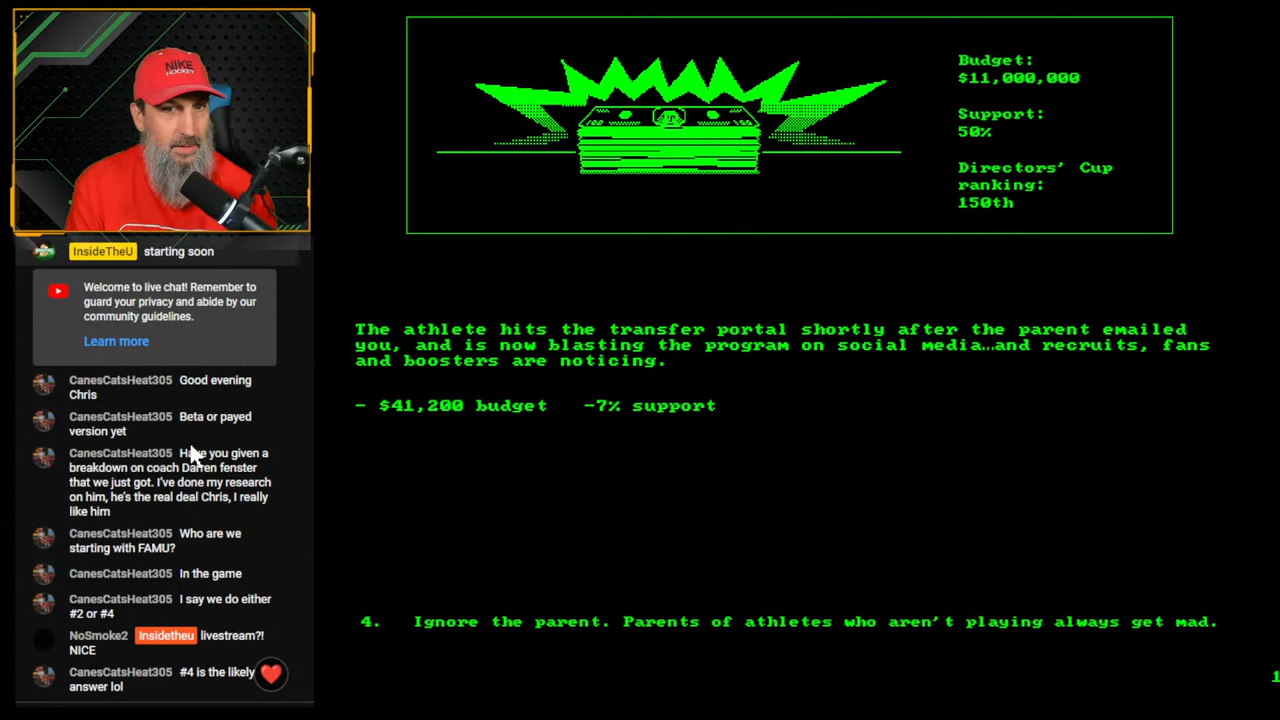 NIKE
HOCKEY
InsideTheU starting soon
Welcome to live chat! Remember to
guard your privacy and abide by our
community guidelines.
Learn more
CanesCatsHeat305 Good evening
Chris
CanesCatsHeat305 Beta or payed
version yet
CanesCatsHeat305 Have you given a
breakdown on coach Darren fenster
that we just got. I've done my research
on him, he's the real deal Chris, I really
like him
CanesCatsHeat305 Who are we
starting with FAMU?
CanesCatsHeat305 In the game
CanesCatsHeat305 I say we do either
#2 or #4
NoSmoke2 Insidetheu livestream?!
NICE
CanesCatsHeat305 #4 is the likely
answer lol
Budget:
$11,000,000
Support:
50%
Directors' Cup
ranking:
150th
The athlete hits the transfer portal shortly after the parent emailed
you, and is now blasting the program on social media…and recruits, fans
and boosters are noticing.
- $41,200 budget -7% support
4. Ignore the parent. Parents of athletes who aren't playing always get mad.
1